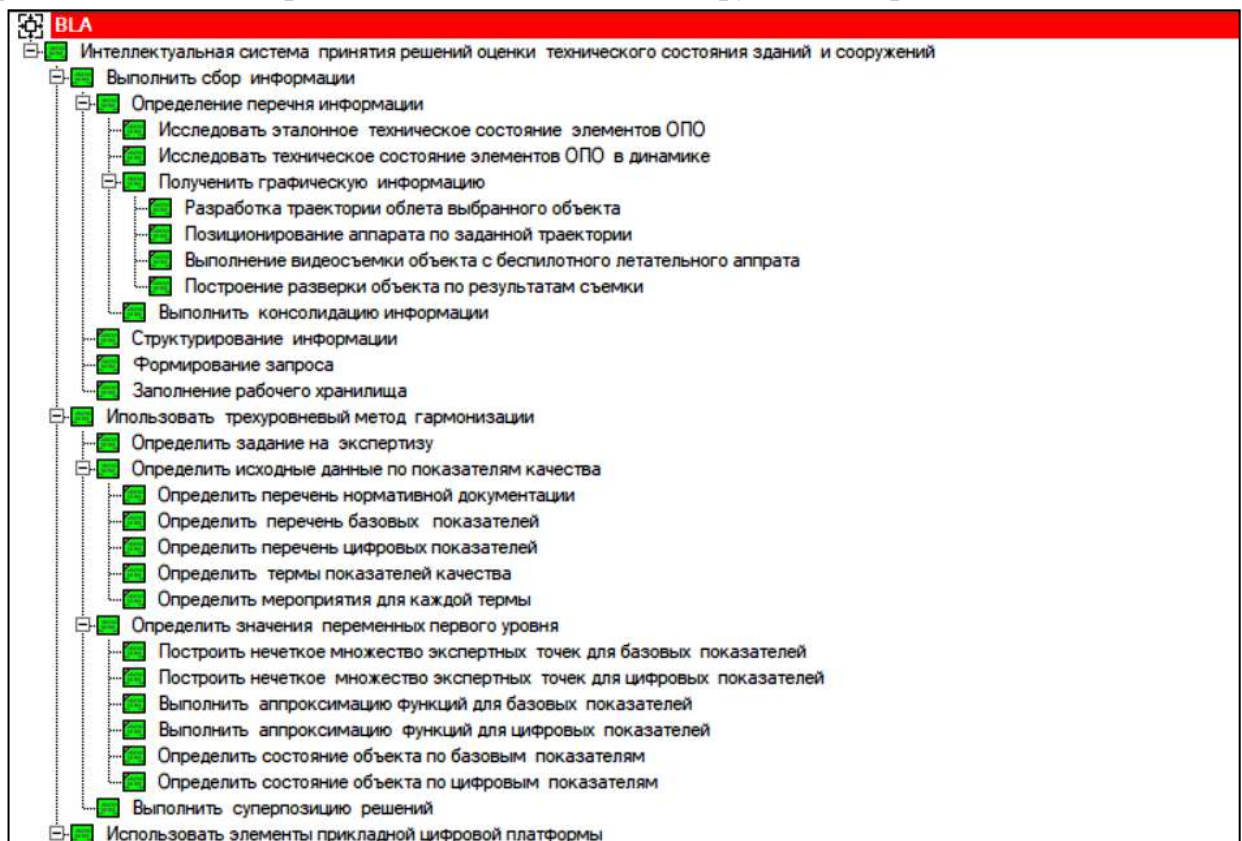 BLA
Интеллектуальная система принятия решений оценки технического состояния зданий и сооружений
Выполнить сбор информации
Определение перечня информации
Исследовать эталонное техническое состояние элементов ОПО
Исследовать техническое состояние элементов ОПО в динамике
Полученить графическую информацию
Разработка траектории облета выбранного объекта
Позиционирование аппарата по заданной траектории
Выполнение видеосъемки объекта с беспилотного летательного аппрата
Построение разверки объекта по результатам съемки
Выполнить консолидацию информации
Структурирование информации
Формирование запроса
Заполнение рабочего хранилища
Ипользовать трехуровневый метод гармонизации
Определить задание на экспертизу
Определить исходные данные по показателям качества
Определить перечень нормативной документации
Определить перечень базовых показателей
Определить перечень цифровых показателей
Определить термы показателей качества
Определить мероприятия для каждой термы
Определить значения переменных первого уровня
Построить нечеткое множество экспертных точек для базовых показателей
Построить нечеткое множество экспертных точек для цифровых показателей
Выполнить аппроксимацию функций для базовых показателей
Выполнить аппроксимацию функций для цифровых показателей
Определить состояние объекта по базовым показателям
Определить состояние объекта по цифровым показателям
Выполнить суперпозицию решений
Использовать элементы прикладной цифровой платформы